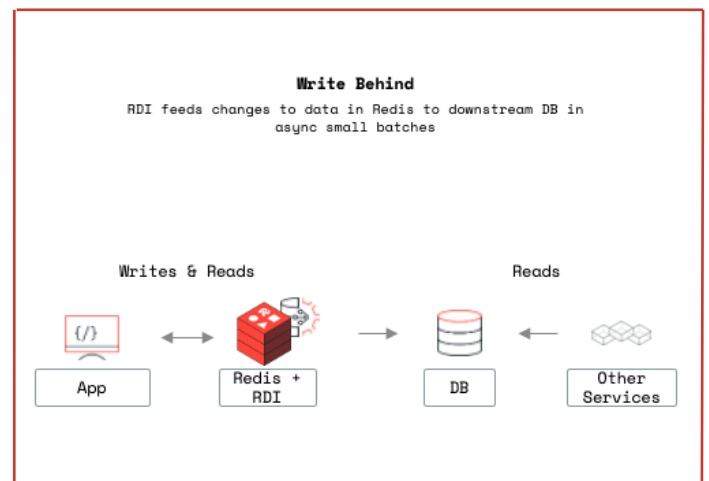 Write Behind
RDI feeds changes to data in Redis to downstream DB in
async small batches
Writes & Reads
Reads
{/}
App
Redis +
RDI
DB
Other
Services